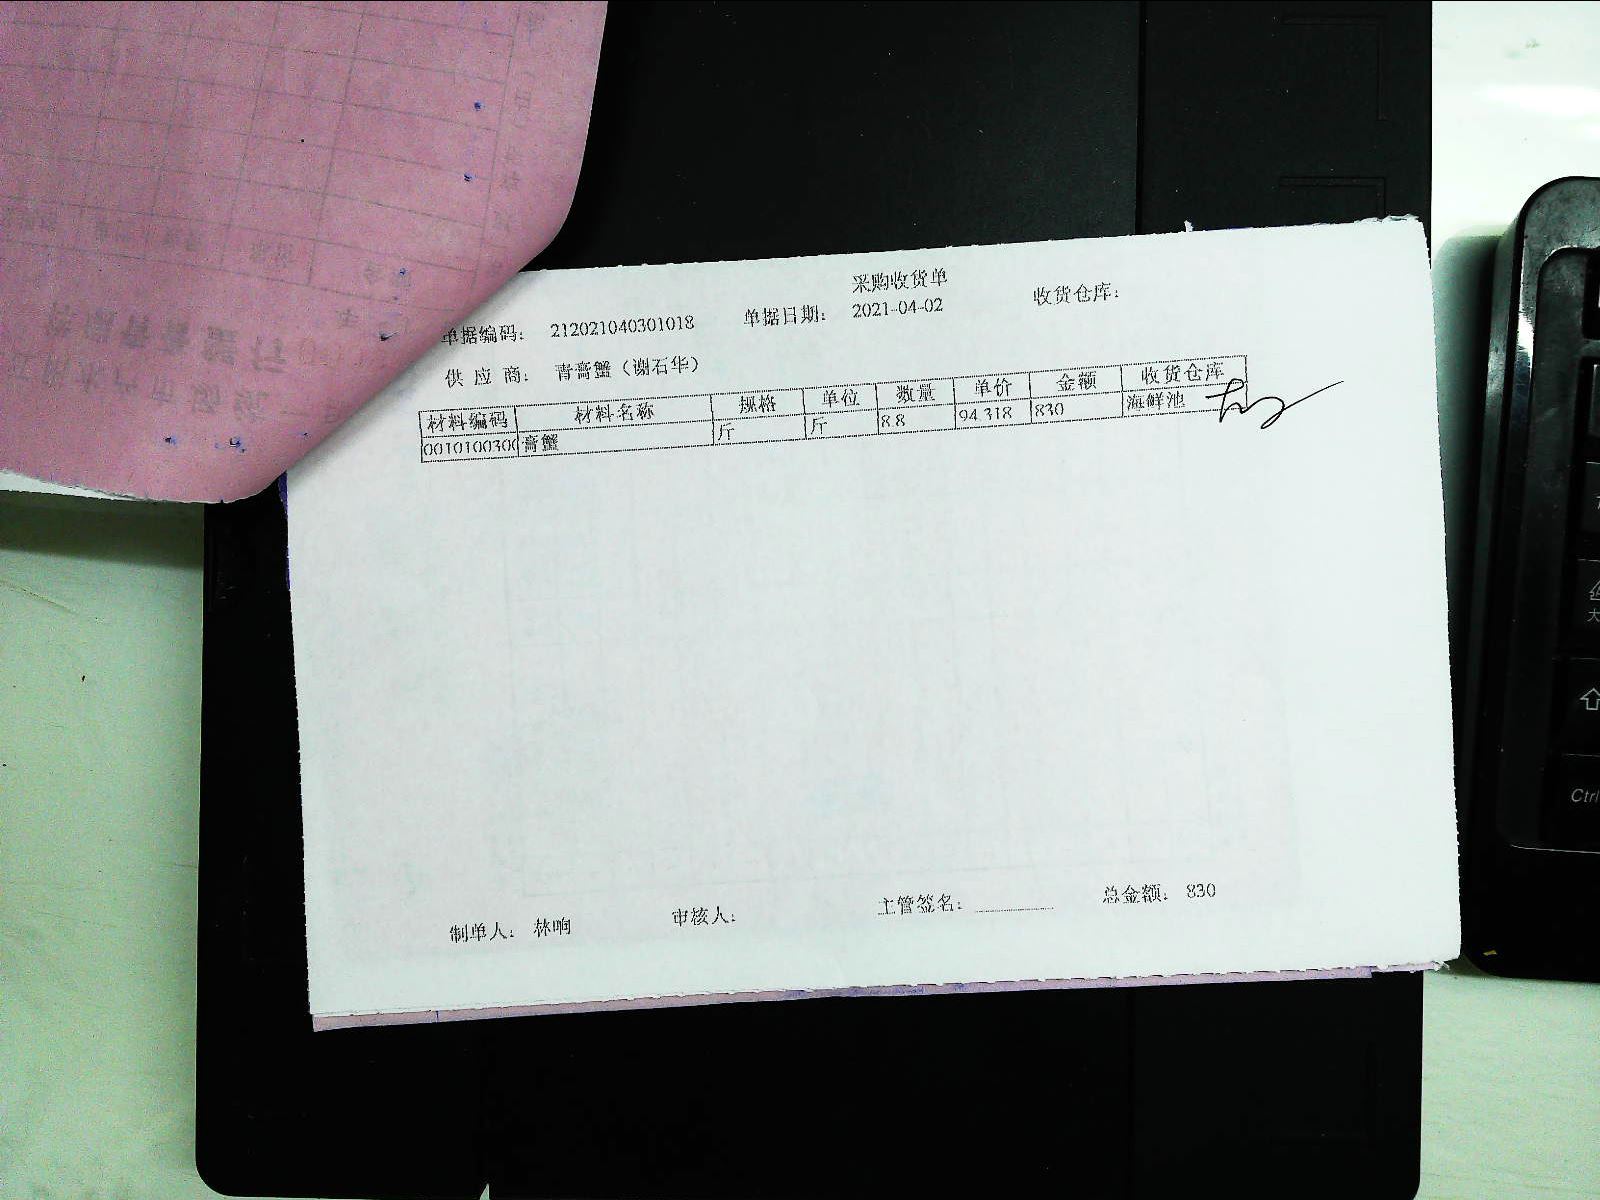 采购收货单
单据编码: 212021040301018 单据日期: 2021-04-02 收货仓库:
供应商: 青膏蟹(谢石华)
材料编码 材料名称 规格 单位 数量 单价 金额 收货仓库
0010100300 膏蟹 斤 斤 8.8 94.318 830 海鲜池
制单人: 林响 审核人: 主管签名: 总金额: 830
Ctrl